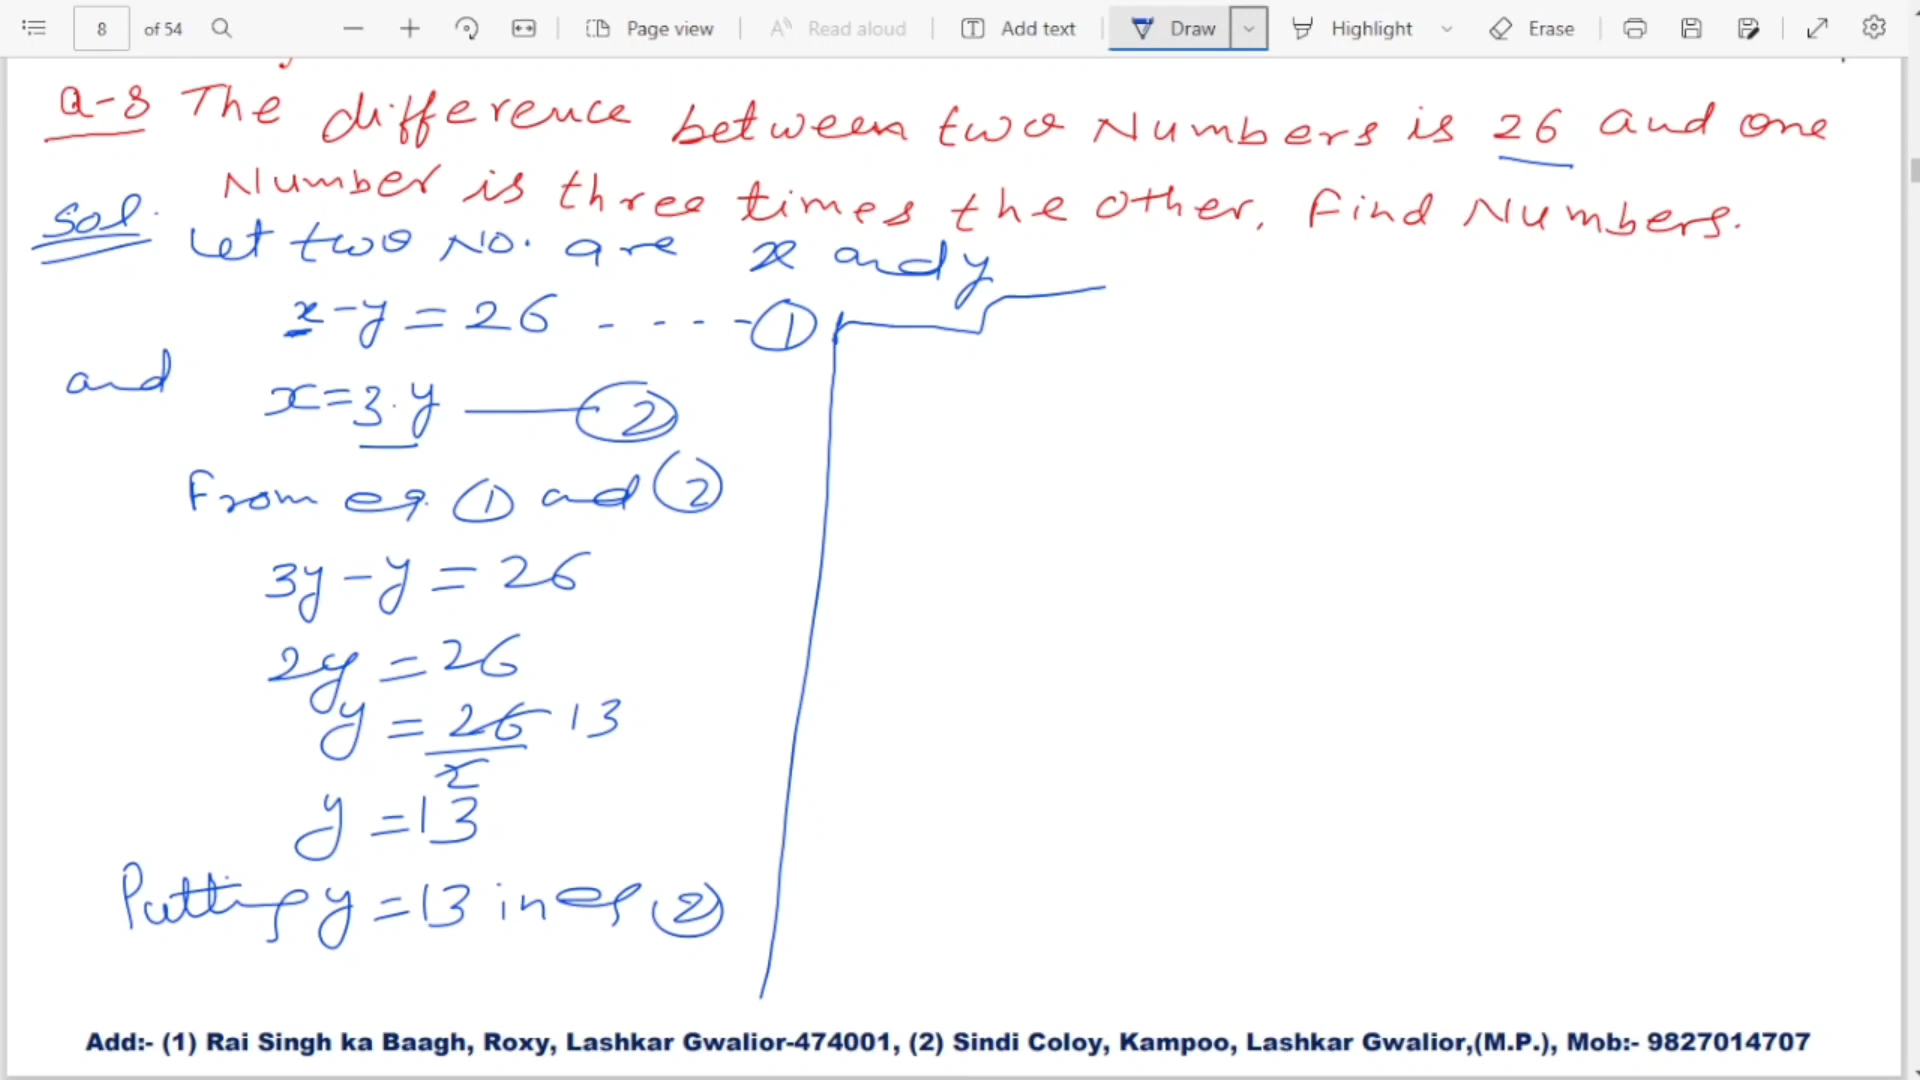 8 of 54 Page view Read aloud Add text Draw Highlight Erase
Q-8 The difference between two Numbers is 26 and one
Number is three times the other. Find Numbers.
Sol. Let two No. are x and y
x-y = 26 - - - - - ①
and x=3.y —— ②
From eq. ① and ②
3y-y = 26
2y = 26
y = 26/2 13
y = 13
Putting y = 13 in eq ②
Add:- (1) Rai Singh ka Baagh, Roxy, Lashkar Gwalior-474001, (2) Sindi Coloy, Kampoo, Lashkar Gwalior,(M.P.), Mob:- 9827014707